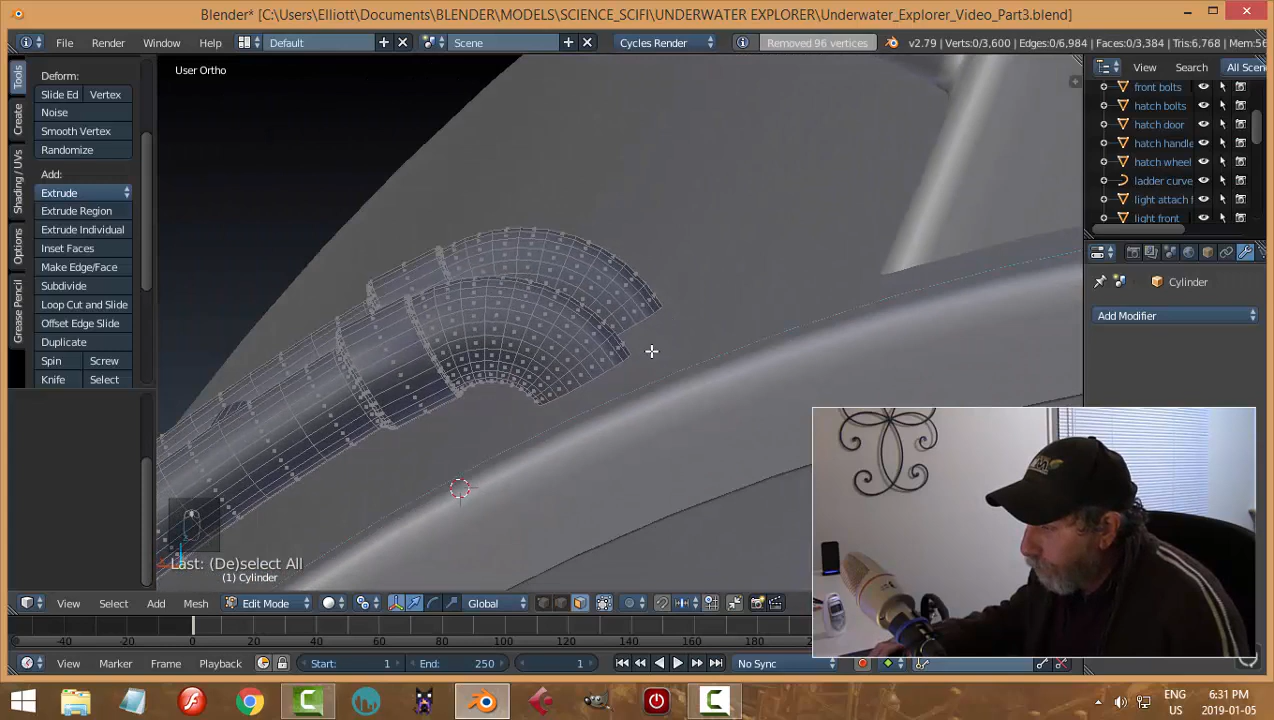 Blender* [C:\Users\Elliott\Documents\BLENDER\MODELS\SCIENCE_SCIFI\UNDERWATER EXPLORER\Underwater_Explorer_Video_Part3.blend]
File Render Window Help Default Scene Cycles Render Removed 96 vertices v2.79 | Verts:0/3,600 | Edges:0/6,984 | Faces:0/3,384 | Tris:6,768 | Mem:56
Tools
Create
Shading / UVs
Options
Grease Pencil
Deform:
Slide Ed Vertex
Noise
Smooth Vertex
Randomize
Add:
Extrude
Extrude Region
Extrude Individual
Inset Faces
Make Edge/Face
Subdivide
Loop Cut and Slide
Offset Edge Slide
Duplicate
Spin Screw
Knife Select
User Ortho
Last: (De)select All
(1) Cylinder
View Search All Scen
front bolts
hatch bolts
hatch door
hatch handle
hatch wheel
ladder curve
light attach
light front
Cylinder
Add Modifier
View Select Add Mesh Edit Mode Global
-40 -20 0 20 40 60 80 100 120 140 160 180
View Marker Frame Playback Start: 1 End: 250 1 No Sync
ENG 6:31 PM
US 2019-01-05